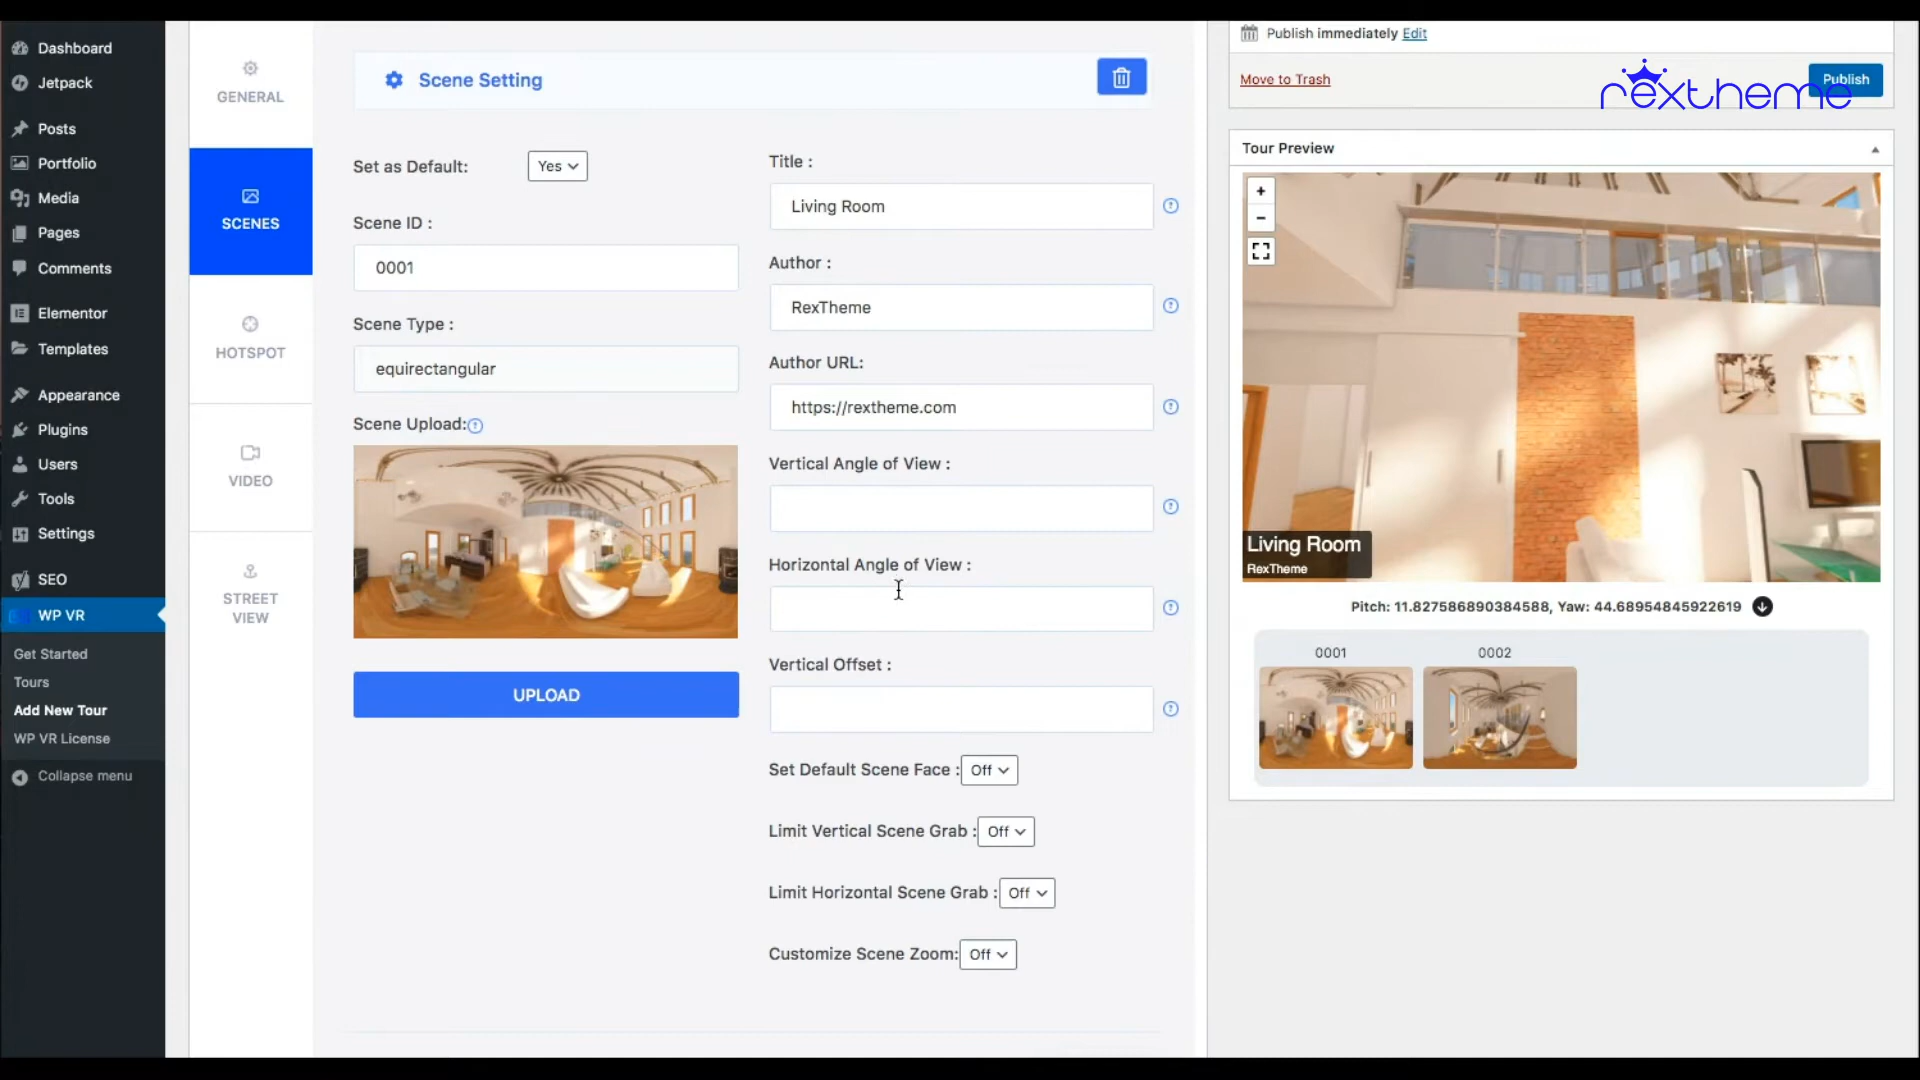 Dashboard
Jetpack
Posts
Portfolio
Media
Pages
Comments
Elementor
Templates
Appearance
Plugins
Users
Tools
Settings
SEO
WP VR
Get Started
Tours
Add New Tour
WP VR License
Collapse menu
GENERAL
SCENES
HOTSPOT
VIDEO
STREET
VIEW
Scene Setting
Set as Default:
Yes
Scene ID :
0001
Scene Type :
equirectangular
Scene Upload:
UPLOAD
Title :
Living Room
Author :
RexTheme
Author URL:
https://rextheme.com
Vertical Angle of View :
Horizontal Angle of View :
Vertical Offset :
Set Default Scene Face : Off
Limit Vertical Scene Grab : Off
Limit Horizontal Scene Grab : Off
Customize Scene Zoom: Off
Publish immediately Edit
Move to Trash
Publish
rextheme
Tour Preview
+
−
Living Room
RexTheme
Pitch: 11.827586890384588, Yaw: 44.68954845922619
0001
0002